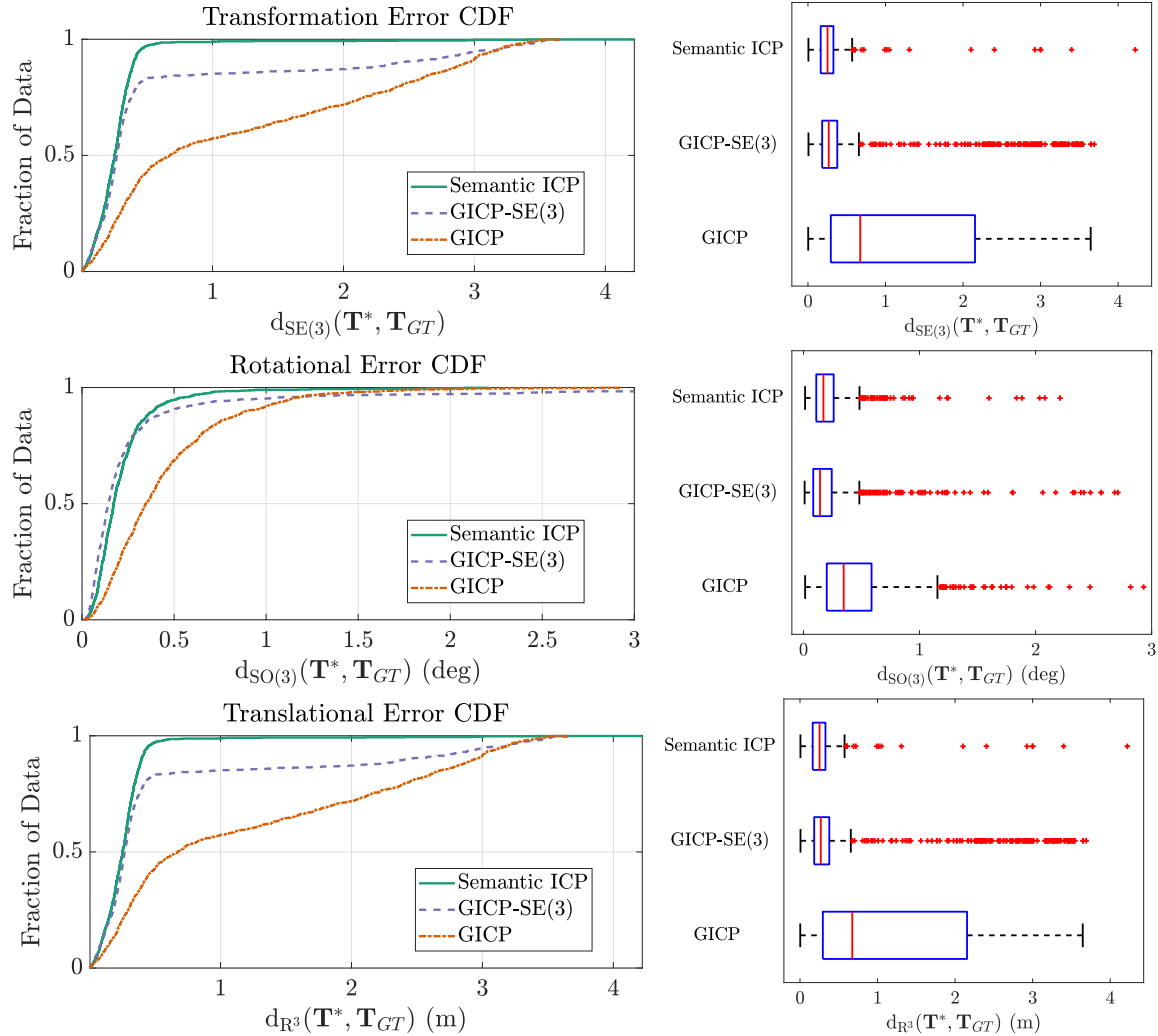 Transformation Error CDF
Fraction of Data
1
0.5
0
Semantic ICP
GICP-SE(3)
GICP
1 2 3 4
d_SE(3)(T*, T_GT)
Semantic ICP
GICP-SE(3)
GICP
0 1 2 3 4
d_SE(3)(T*, T_GT)
Rotational Error CDF
Fraction of Data
1
0.5
0
Semantic ICP
GICP-SE(3)
GICP
0 0.5 1 1.5 2 2.5 3
d_SO(3)(T*, T_GT) (deg)
Semantic ICP
GICP-SE(3)
GICP
0 1 2 3
d_SO(3)(T*, T_GT) (deg)
Translational Error CDF
Fraction of Data
1
0.5
0
Semantic ICP
GICP-SE(3)
GICP
1 2 3 4
d_R³(T*, T_GT) (m)
Semantic ICP
GICP-SE(3)
GICP
0 1 2 3 4
d_R³(T*, T_GT) (m)